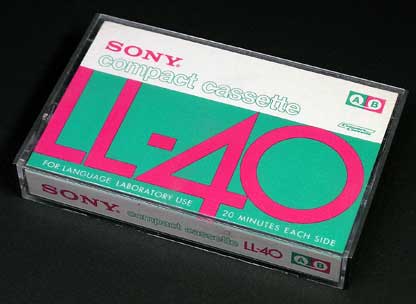 SONY®
compact cassette
A B
LL-40
FOR LANGUAGE LABORATORY USE 20 MINUTES EACH SIDE
SONY® compact cassette LL-40 A B